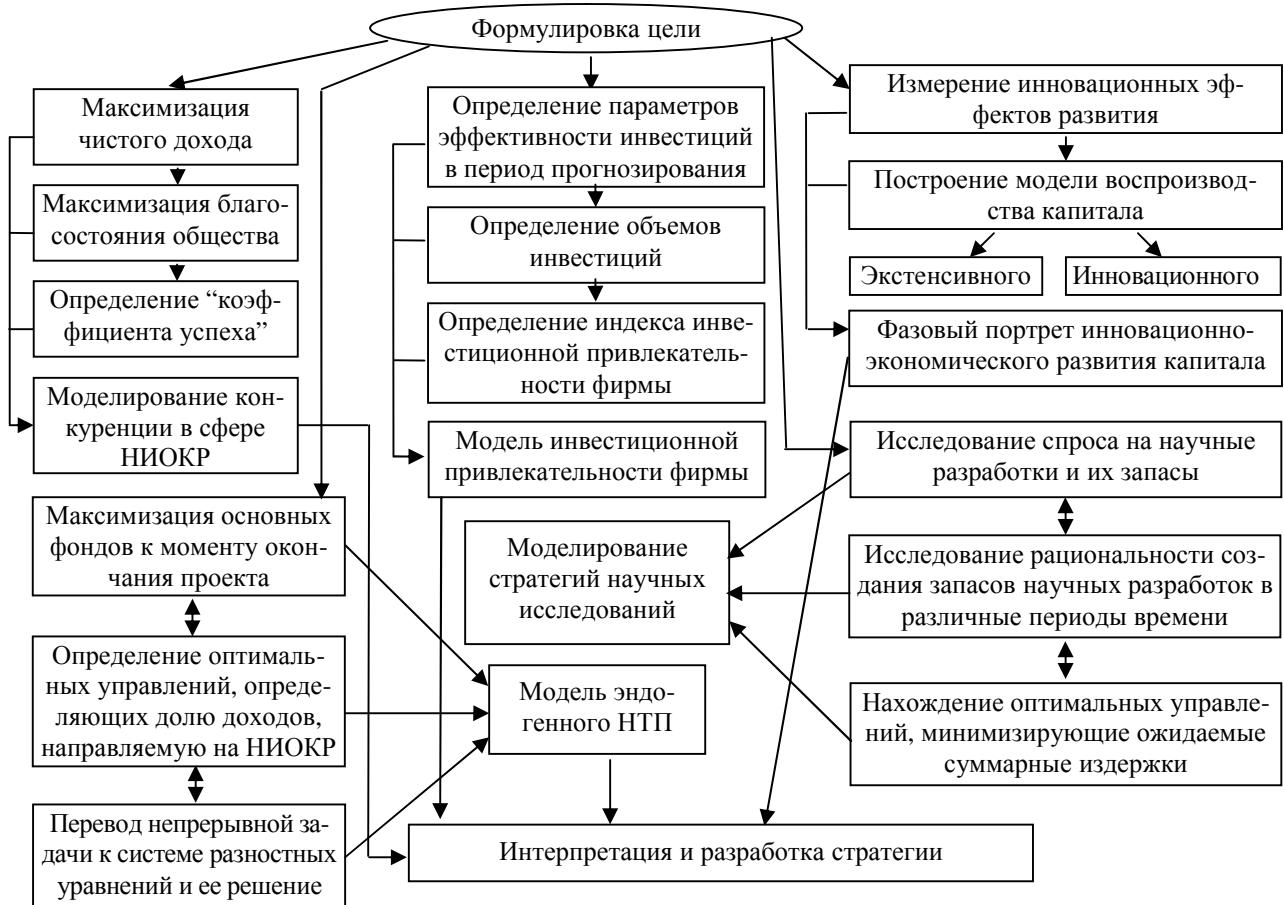 Формулировка цели
Максимизация
чистого дохода
Максимизация благо-
состояния общества
Определение “коэф-
фициента успеха”
Моделирование кон-
куренции в сфере
НИОКР
Максимизация основных
фондов к моменту окон-
чания проекта
Определение оптималь-
ных управлений, опреде-
ляющих долю доходов,
направляемую на НИОКР
Перевод непрерывной за-
дачи к системе разностных
уравнений и ее решение
Определение параметров
эффективности инвестиций
в период прогнозирования
Определение объемов
инвестиций
Определение индекса инве-
стиционной привлекатель-
ности фирмы
Модель инвестиционной
привлекательности фирмы
Моделирование
стратегий научных
исследований
Модель эндо-
генного НТП
Интерпретация и разработка стратегии
Измерение инновационных эф-
фектов развития
Построение модели воспроизвод-
ства капитала
Экстенсивного
Инновационного
Фазовый портрет инновационно-
экономического развития капитала
Исследование спроса на научные
разработки и их запасы
Исследование рациональности соз-
дания запасов научных разработок в
различные периоды времени
Нахождение оптимальных управле-
ний, минимизирующие ожидаемые
суммарные издержки